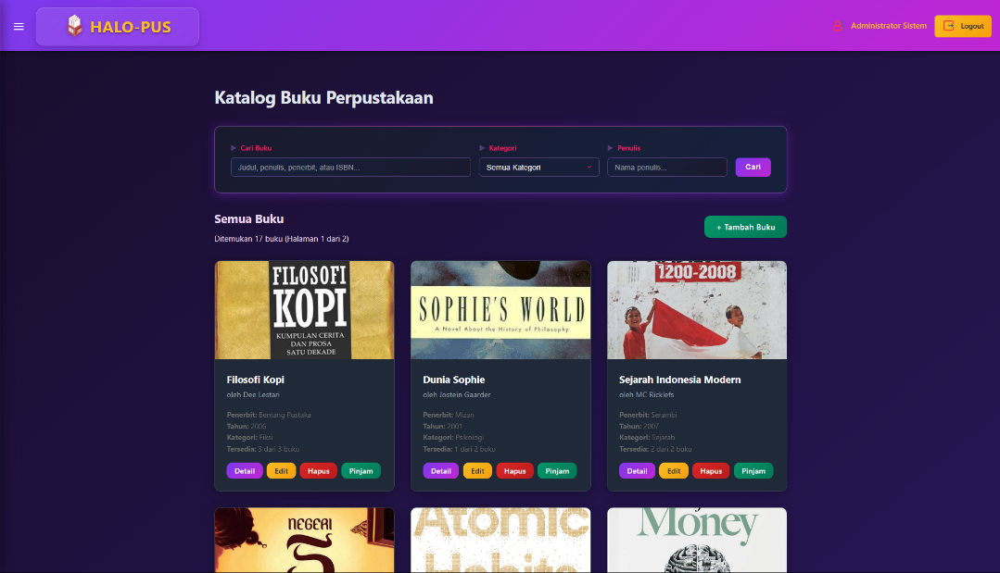 HALO-PUS
Administrator Sistem
Logout
Katalog Buku Perpustakaan
Cari Buku
Kategori
Penulis
Judul, penulis, penerbit, atau ISBN...
Semua Kategori
Nama penulis...
Cari
Semua Buku
+ Tambah Buku
Ditemukan 17 buku (Halaman 1 dari 2)
FILOSOFI
KOPI
KUMPULAN CERITA
DAN PROSA
SATU DEKADE
Filosofi Kopi
oleh Dee Lestari
Penerbit: Bentang Pustaka
Tahun: 2006
Kategori: Fiksi
Tersedia: 3 dari 3 buku
Detail
Edit
Hapus
Pinjam
SOPHIE'S WORLD
A Novel About the History of Philosophy
Dunia Sophie
oleh Jostein Gaarder
Penerbit: Mizan
Tahun: 2001
Kategori: Psikologi
Tersedia: 1 dari 2 buku
Detail
Edit
Hapus
Pinjam
1200-2008
Sejarah Indonesia Modern
oleh MC Ricklefs
Penerbit: Serambi
Tahun: 2007
Kategori: Sejarah
Tersedia: 2 dari 2 buku
Detail
Edit
Hapus
Pinjam
NEGERI
5
Atomic
Habits
Money